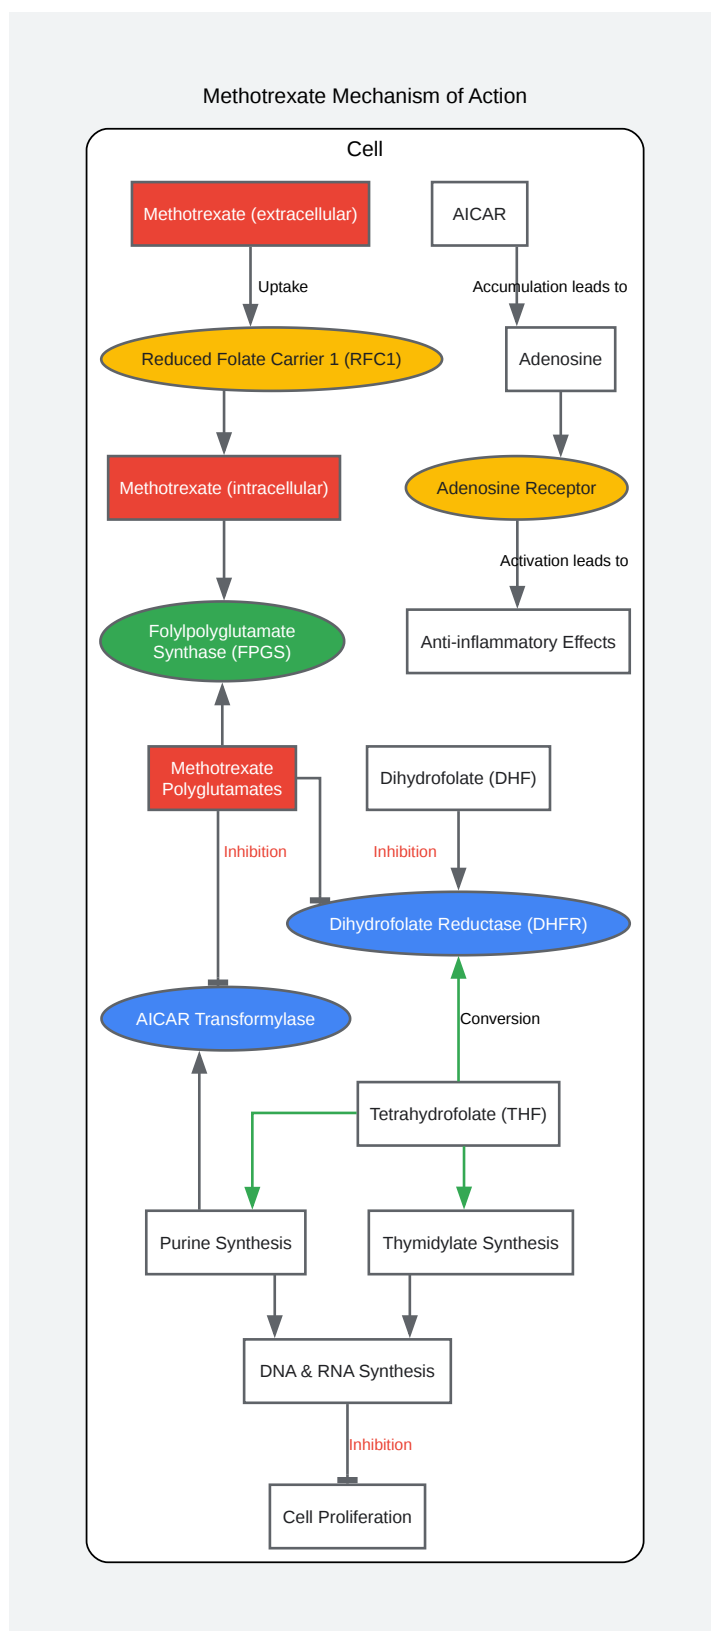 Methotrexate Mechanism of Action
Cell
Methotrexate (extracellular)
AICAR
Uptake
Accumulation leads to
Reduced Folate Carrier 1 (RFC1)
Adenosine
Methotrexate (intracellular)
Adenosine Receptor
Activation leads to
Folylpolyglutamate
Synthase (FPGS)
Anti-inflammatory Effects
Methotrexate
Polyglutamates
Dihydrofolate (DHF)
Inhibition
Inhibition
Dihydrofolate Reductase (DHFR)
AICAR Transformylase
Conversion
Tetrahydrofolate (THF)
Purine Synthesis
Thymidylate Synthesis
DNA & RNA Synthesis
Inhibition
Cell Proliferation